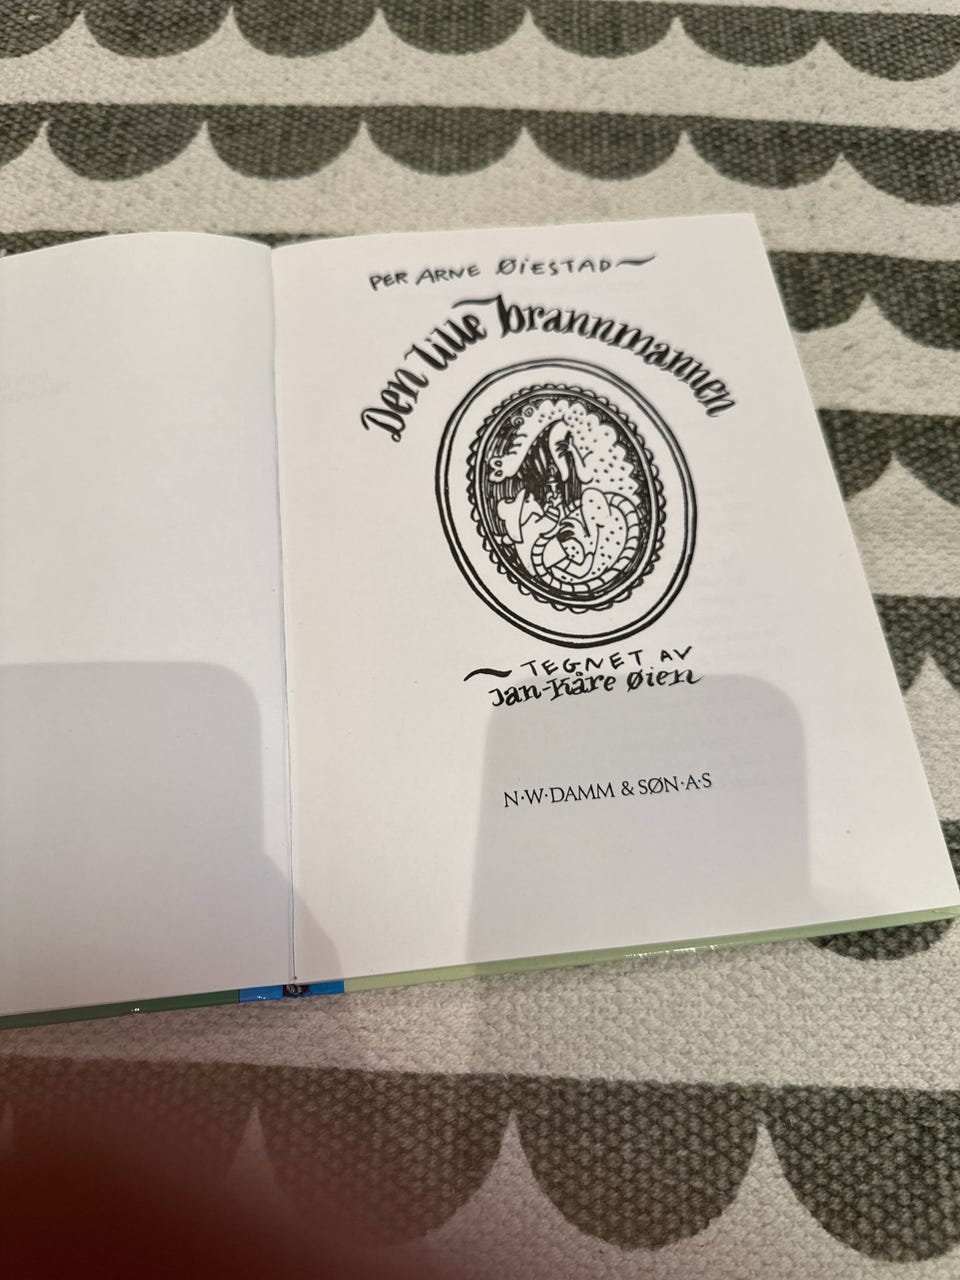 PER ARNE ØIESTAD
Den lille brannmannen
TEGNET AV
Jan-Kåre Øien
N·W·DAMM & SØN·A·S